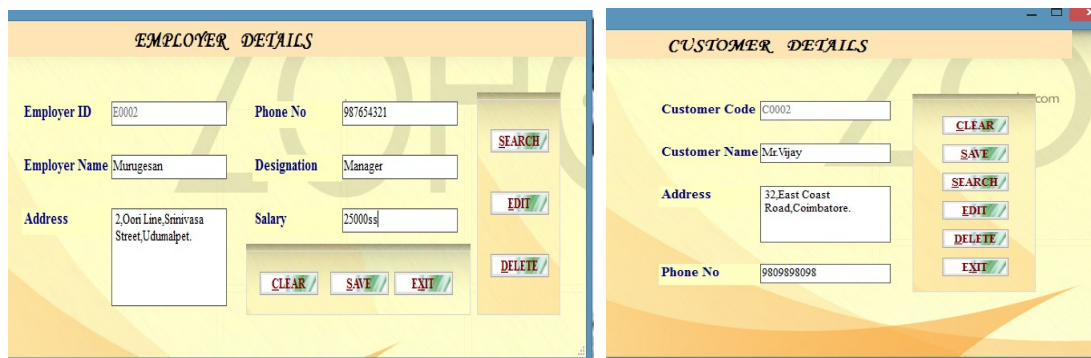 EMPLOYER DETAILS
Employer ID E0002
Phone No 987654321
Employer Name Murugesan
Designation Manager
Address 2,Oori Line,Srinivasa
Street,Udumalpet.
Salary 25000ss
SEARCH
EDIT
DELETE
CLEAR SAVE EXIT
CUSTOMER DETAILS
Customer Code C0002
Customer Name Mr.Vijay
Address 32,East Coast
Road,Coimbatore.
Phone No 9809898098
CLEAR
SAVE
SEARCH
EDIT
DELETE
EXIT
com